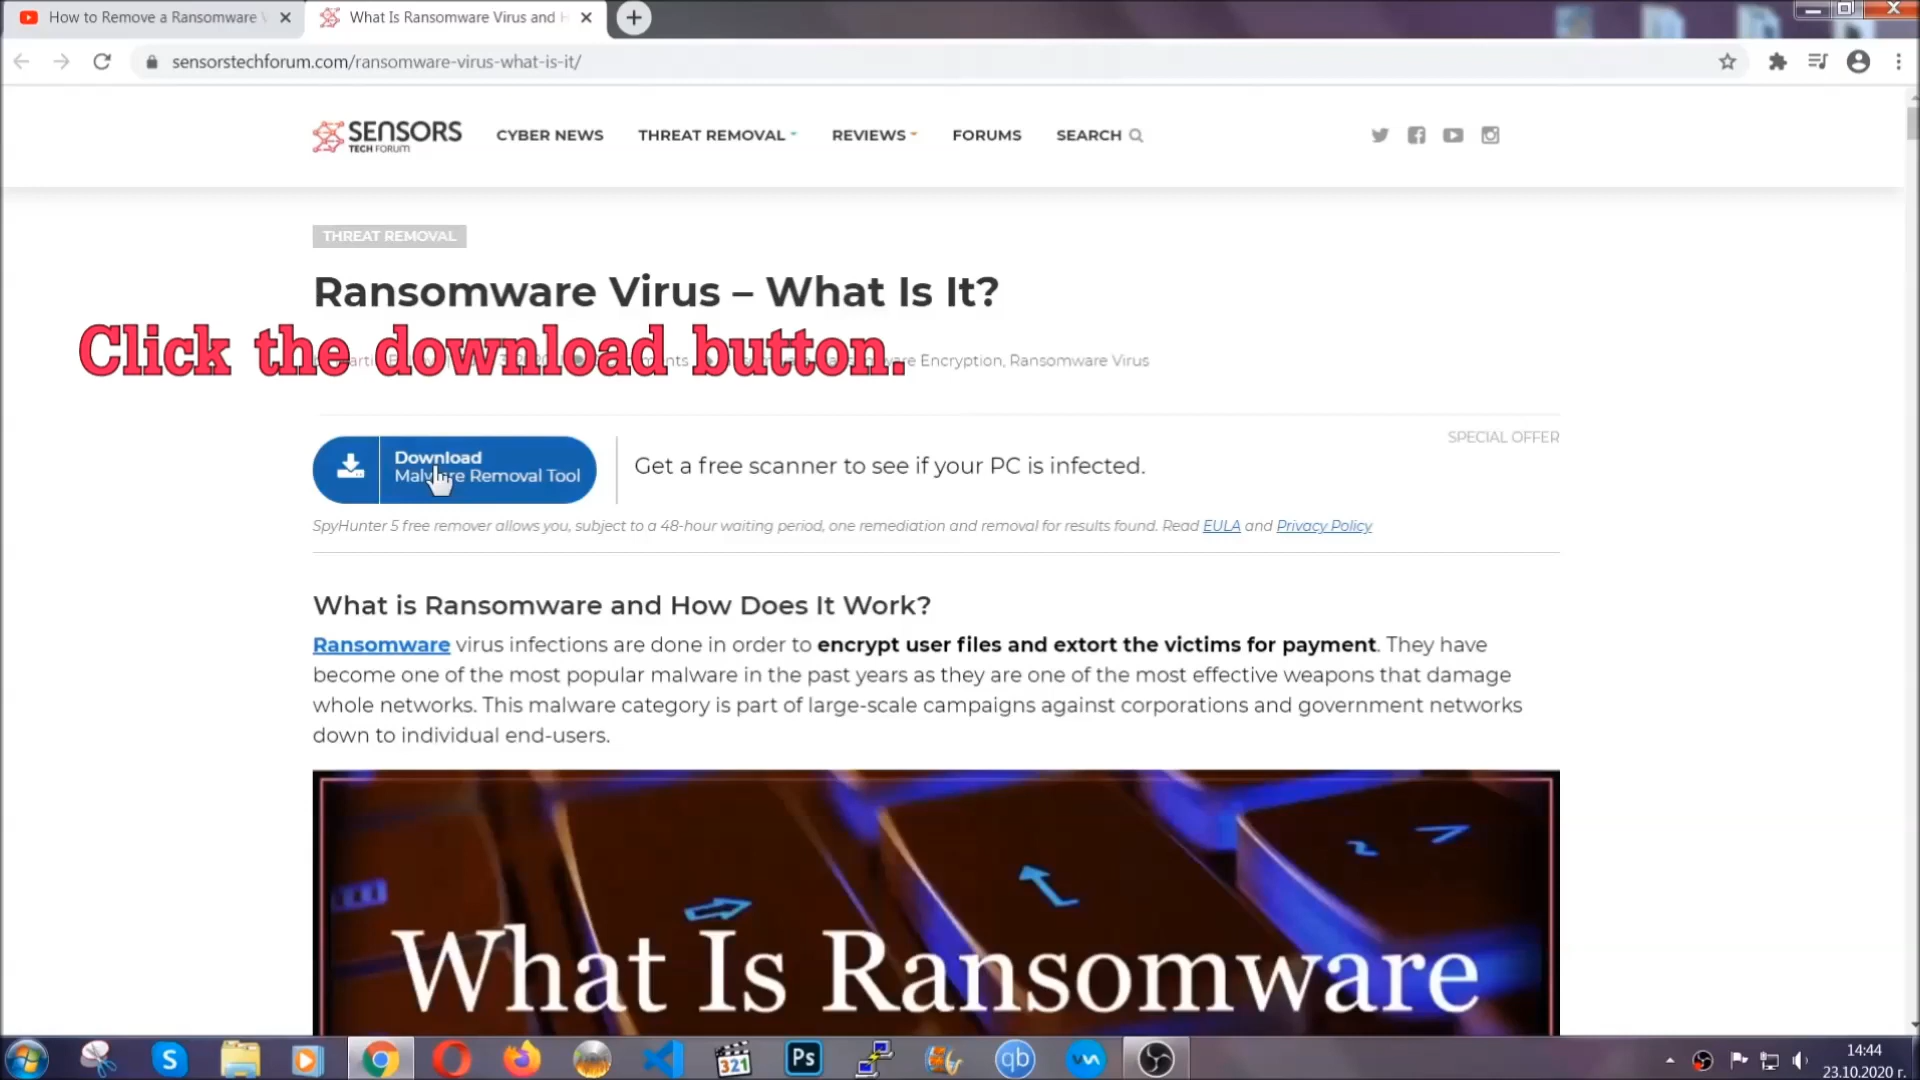 How to Remove a Ransomware
What Is Ransomware Virus and H
sensorstechforum.com/ransomware-virus-what-is-it/
SENSORS
TECH FORUM
CYBER NEWS
THREAT REMOVAL
REVIEWS
FORUMS
SEARCH
THREAT REMOVAL
Ransomware Virus – What Is It?
Click the download button.
Encryption, Ransomware Virus
SPECIAL OFFER
Download
Malware Removal Tool
Get a free scanner to see if your PC is infected.
SpyHunter 5 free remover allows you, subject to a 48-hour waiting period, one remediation and removal for results found. Read EULA and Privacy Policy
What is Ransomware and How Does It Work?
Ransomware virus infections are done in order to encrypt user files and extort the victims for payment. They have
become one of the most popular malware in the past years as they are one of the most effective weapons that damage
whole networks. This malware category is part of large-scale campaigns against corporations and government networks
down to individual end-users.
What Is Ransomware
S
321
Ps
qb
14:44
23.10.2020 г.